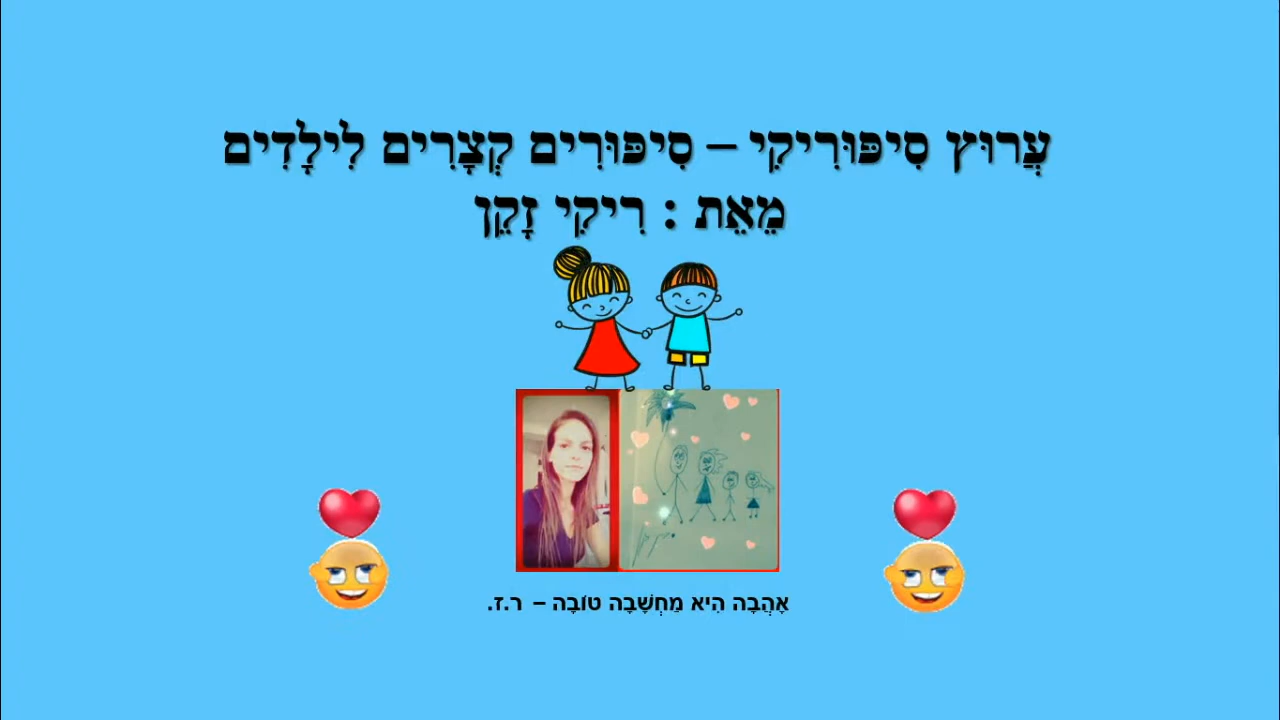 עֲרוּץ סִיפּוּרִיקִי – סִיפּוּרִים קְצָרִים לִילָדִים
מֵאֵת : רִיקִי זָקֵן
אָהֲבָה הִיא מַחְשָׁבָה טוֹבָה – ר.ז.